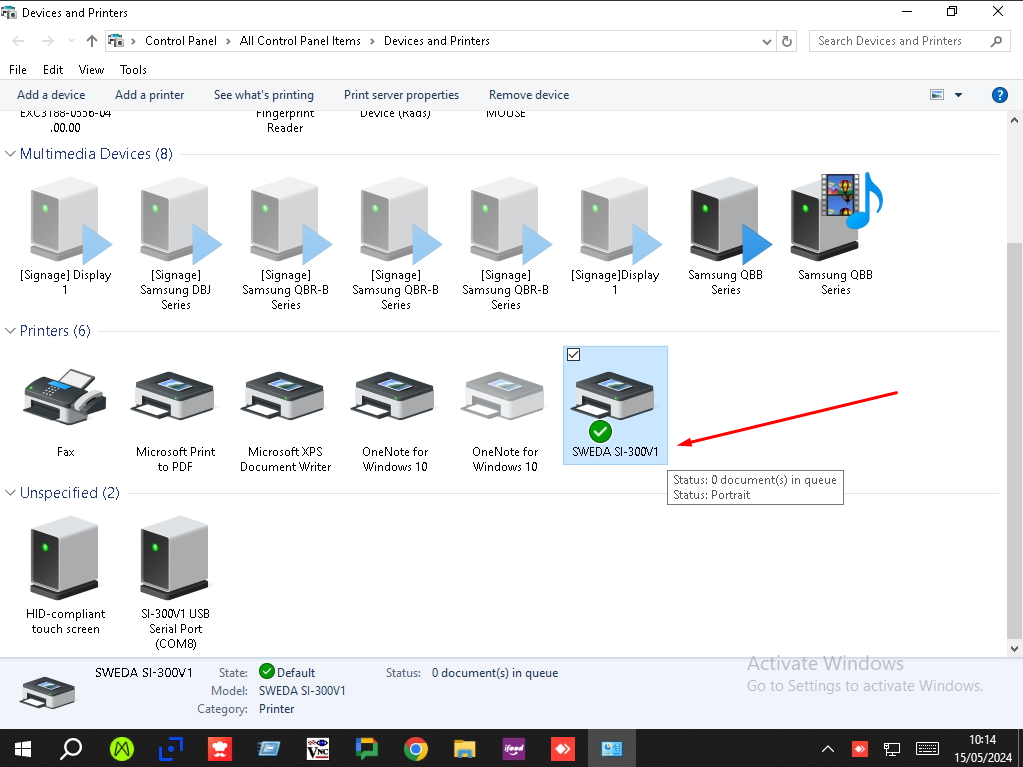 Devices and Printers
Control Panel
All Control Panel Items
Devices and Printers
Search Devices and Printers
File
Edit
View
Tools
Add a device
Add a printer
See what's printing
Print server properties
Remove device
EXC3188-0556-04
.00.00
Fingerprint
Reader
Device (Rads)
MOUSE
Multimedia Devices (8)
[Signage] Display
1
[Signage]
Samsung DBJ
Series
[Signage]
Samsung QBR-B
Series
[Signage]
Samsung QBR-B
Series
[Signage]
Samsung QBR-B
Series
[Signage]Display
1
Samsung QBB
Series
Samsung QBB
Series
Printers (6)
Fax
Microsoft Print
to PDF
Microsoft XPS
Document Writer
OneNote for
Windows 10
OneNote for
Windows 10
SWEDA SI-300V1
Status: 0 document(s) in queue
Status: Portrait
Unspecified (2)
HID-compliant
touch screen
SI-300V1 USB
Serial Port
(COM8)
SWEDA SI-300V1
State: Default
Status: 0 document(s) in queue
Model: SWEDA SI-300V1
Category: Printer
Activate Windows
Go to Settings to activate Windows.
VNC
ifood
10:14
15/05/2024